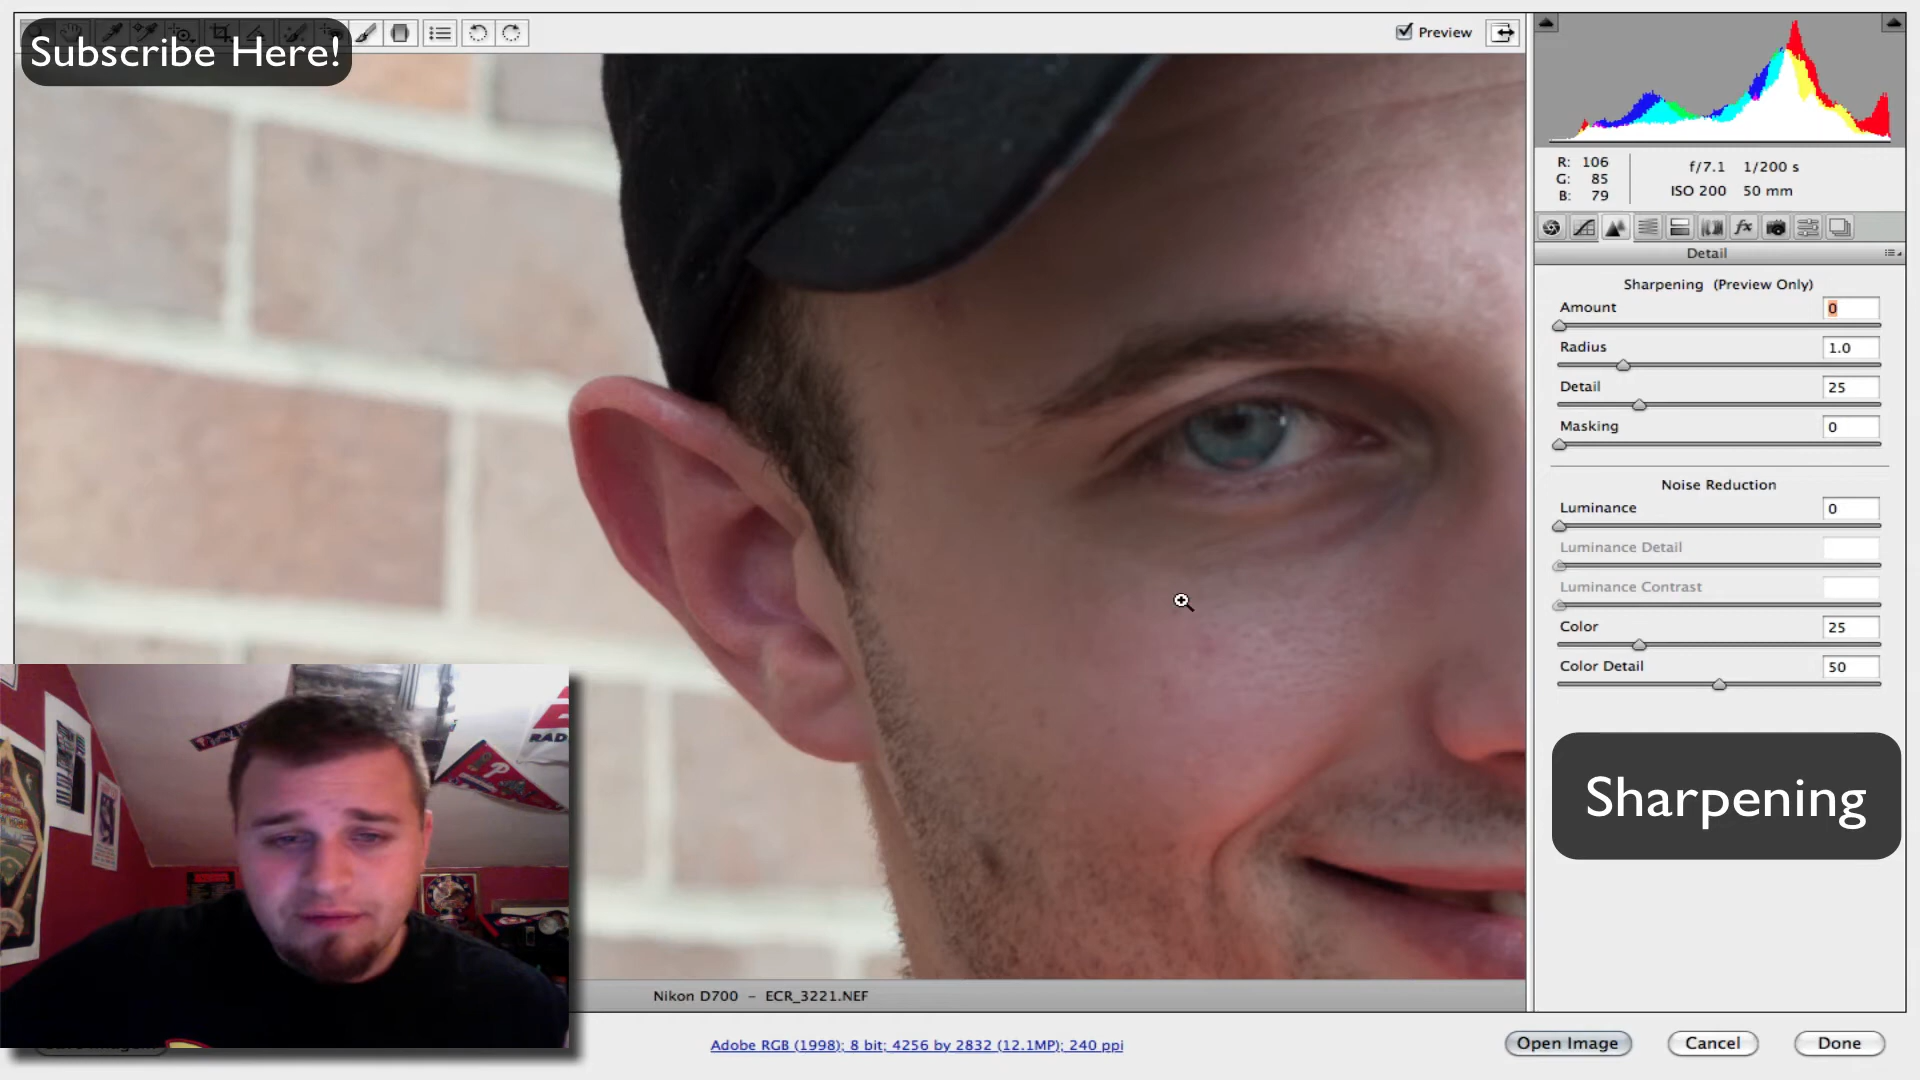 Subscribe Here!
Preview
R: 106
G: 85
B: 79
f/7.1 1/200 s
ISO 200 50 mm
fx
Detail
Sharpening (Preview Only)
Amount 0
Radius 1.0
Detail 25
Masking 0
Noise Reduction
Luminance 0
Luminance Detail
Luminance Contrast
Color 25
Color Detail 50
Sharpening
RAD
P
Nikon D700 – ECR_3221.NEF
Adobe RGB (1998); 8 bit; 4256 by 2832 (12.1MP); 240 ppi
Open Image
Cancel
Done